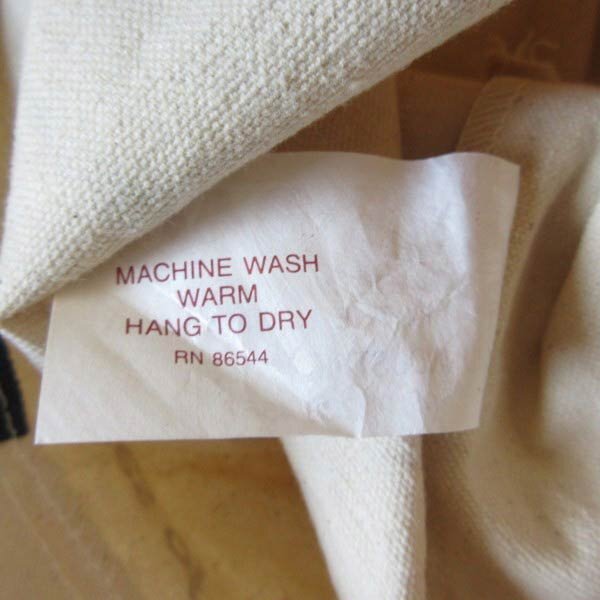 MACHINE WASH
WARM
HANG TO DRY
RN 86544